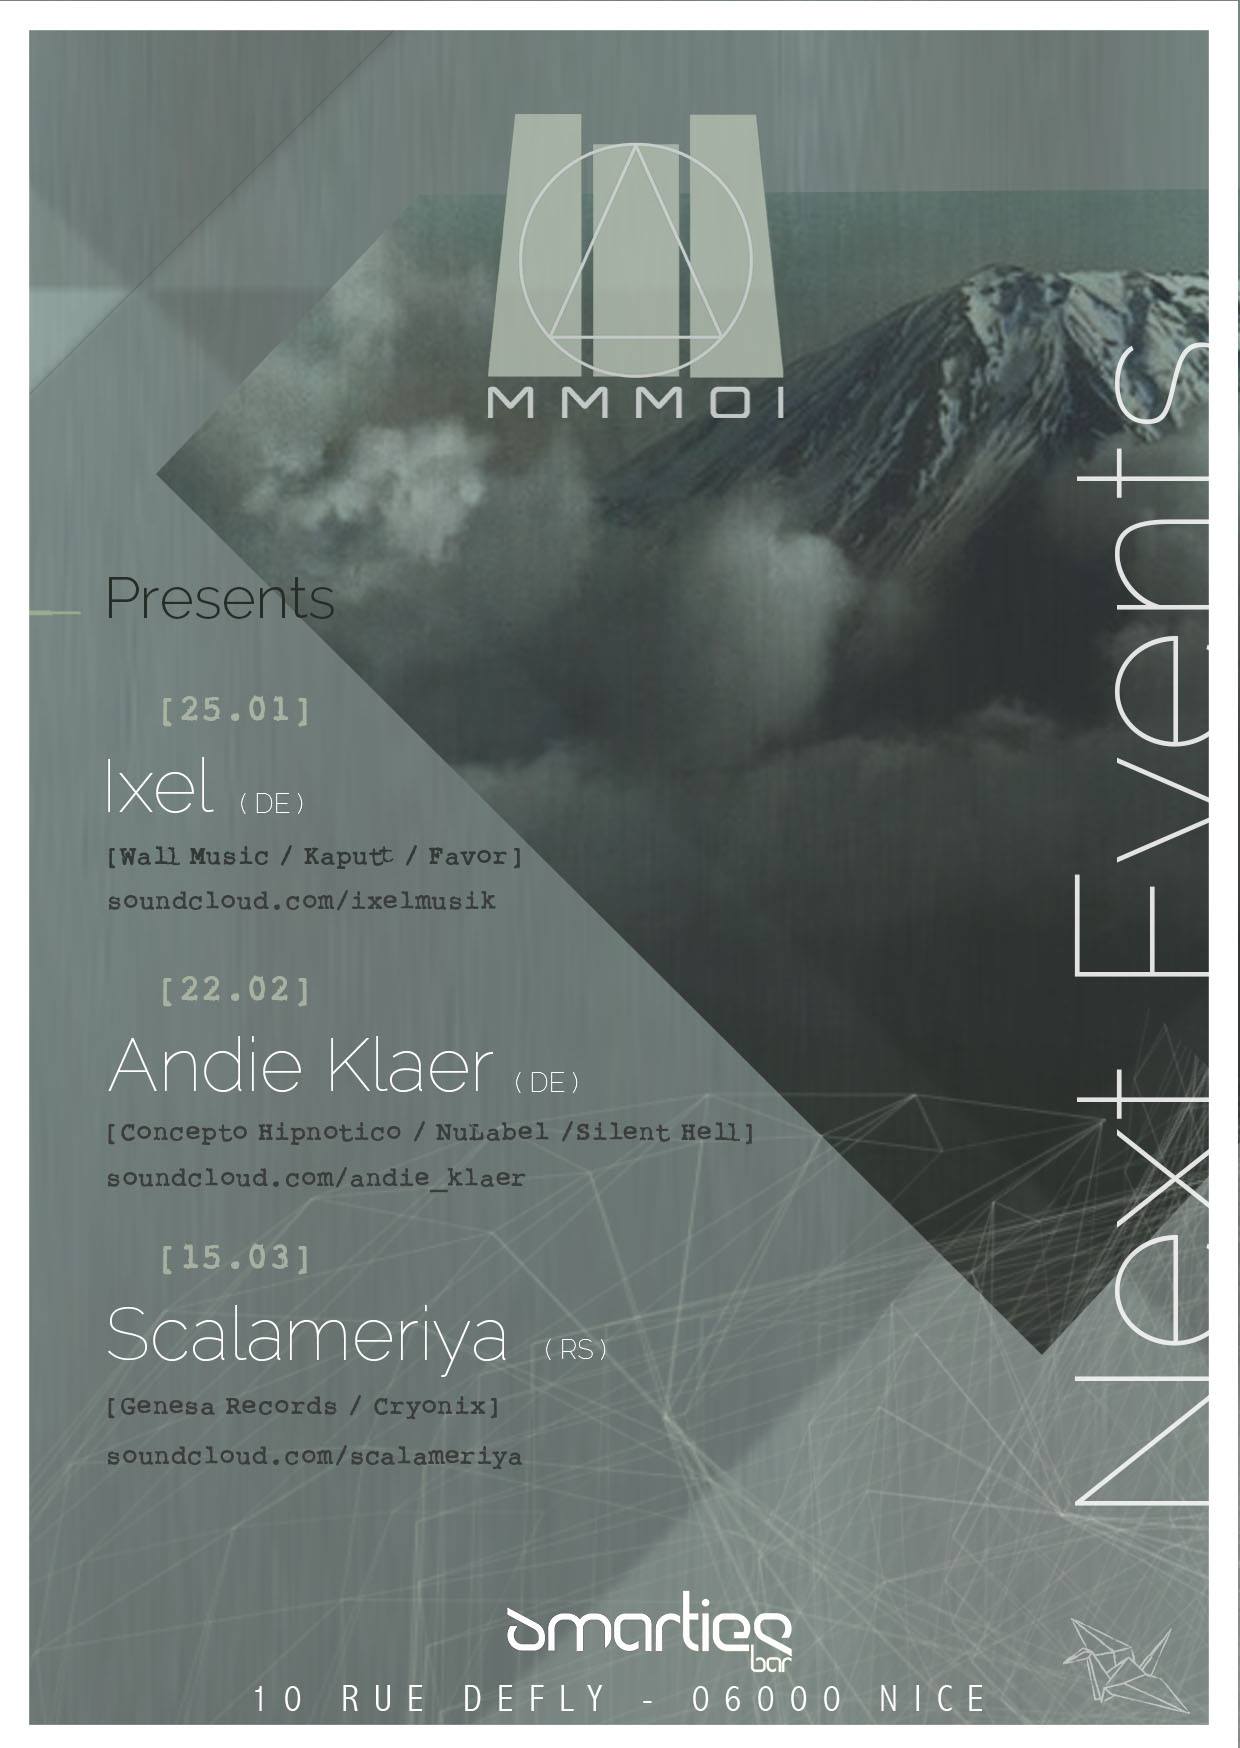 MMMOI
Presents
[25.01]
Ixel (DE)
[Wall Music / Kaputt / Favor]
soundcloud.com/ixelmusik
[22.02]
Andie Klaer (DE)
[Concepto Hipnotico / NuLabel /Silent Hell]
soundcloud.com/andie_klaer
[15.03]
Scalameriya (RS)
[Genesa Records / Cryonix]
soundcloud.com/scalameriya
Next Events
smarties
bar
10 RUE DEFLY - 06000 NICE